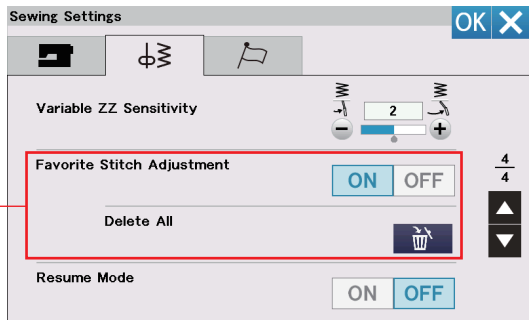 Sewing Settings
OK
Variable ZZ Sensitivity
2
Favorite Stitch Adjustment
ON OFF
4
4
Delete All
Resume Mode
ON OFF